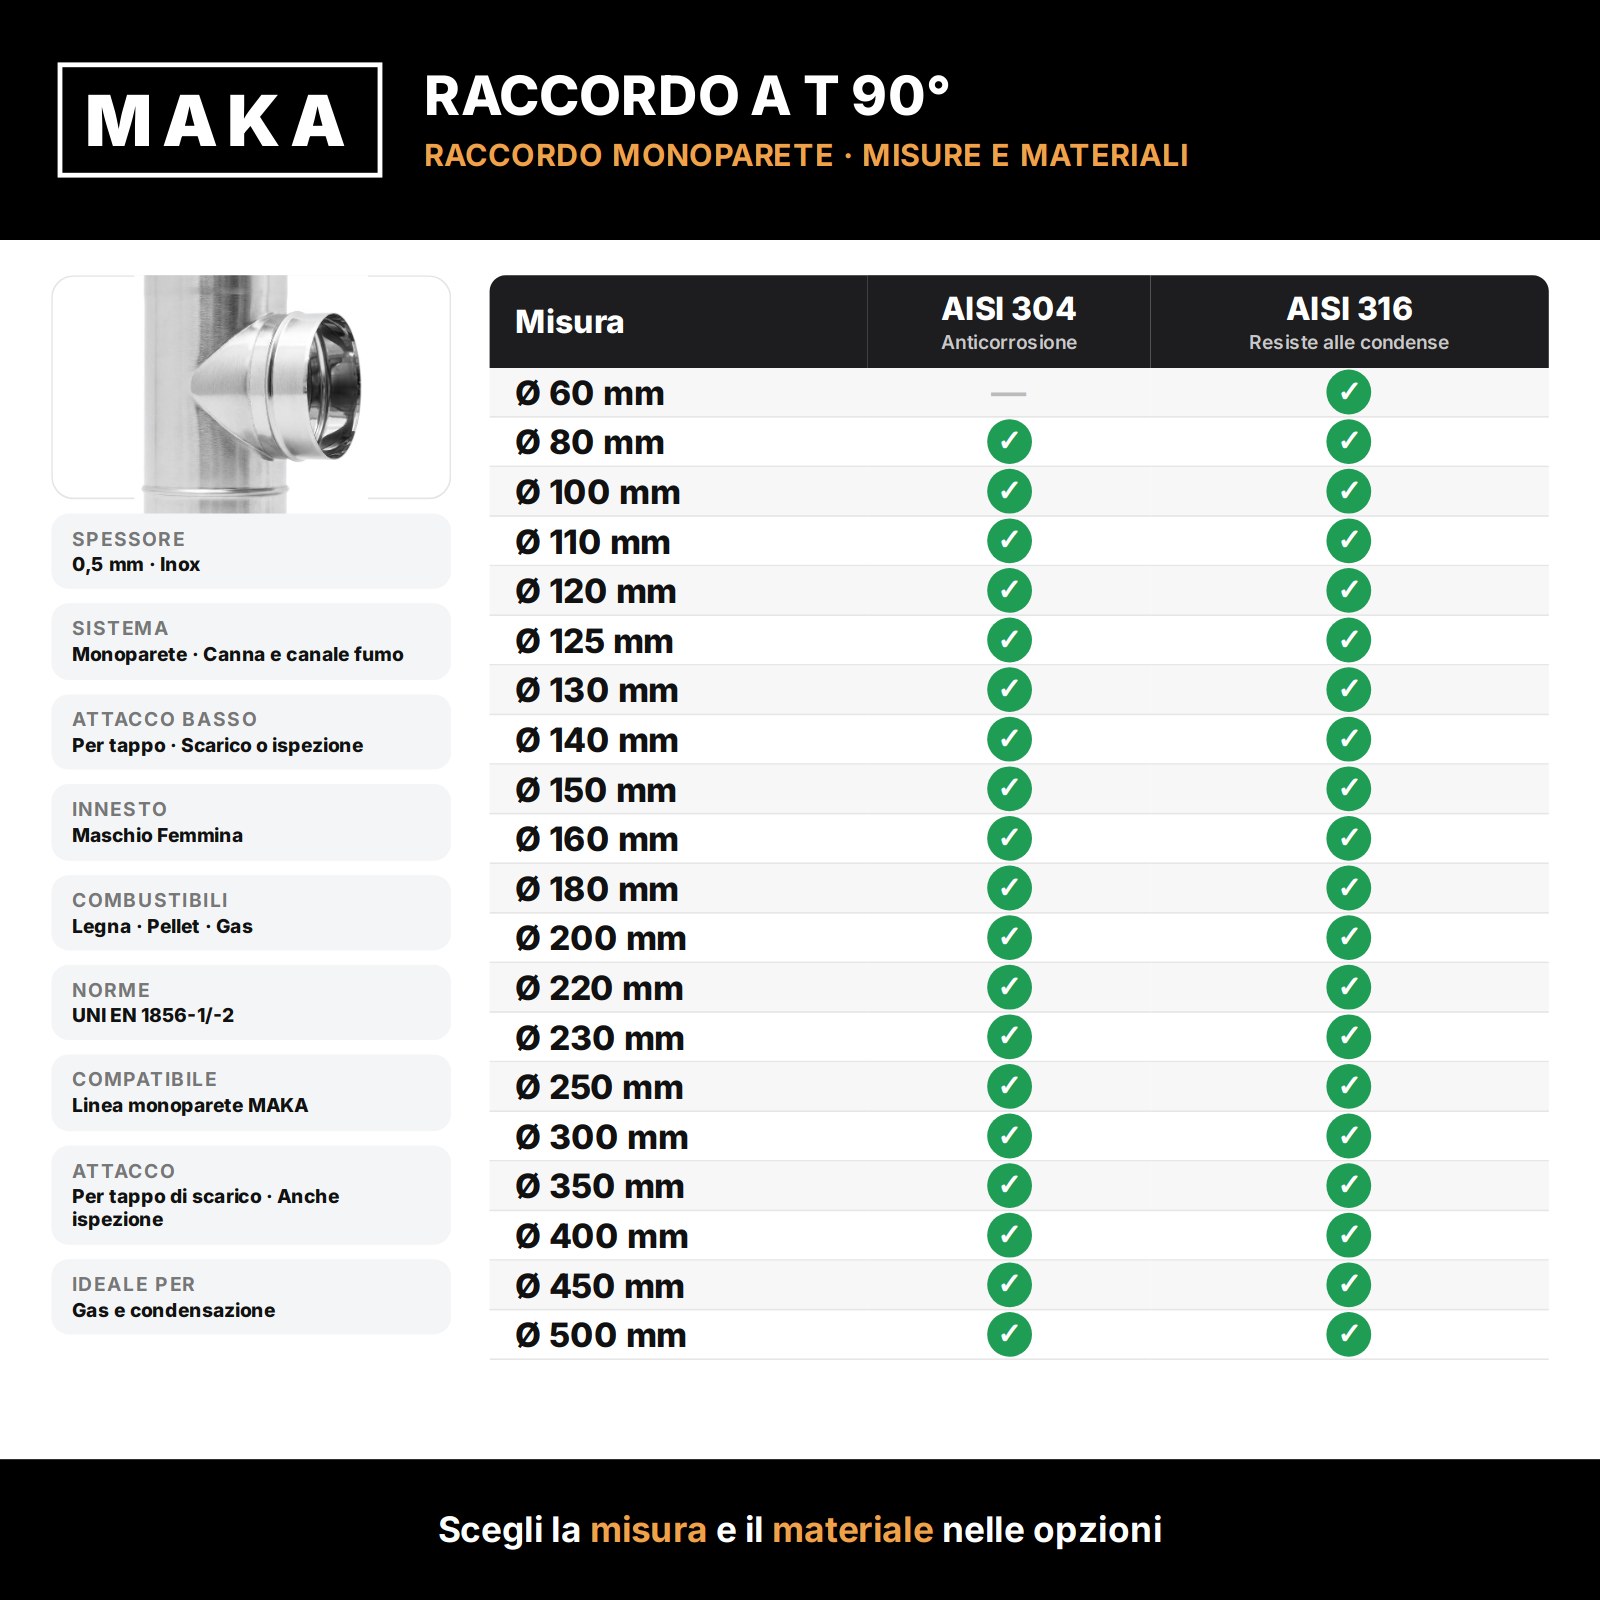 MAKA
RACCORDO A T 90°
RACCORDO MONOPARETE · MISURE E MATERIALI
SPESSORE
0,5 mm · Inox
SISTEMA
Monoparete · Canna e canale fumo
ATTACCO BASSO
Per tappo · Scarico o ispezione
INNESTO
Maschio Femmina
COMBUSTIBILI
Legna · Pellet · Gas
NORME
UNI EN 1856-1/-2
COMPATIBILE
Linea monoparete MAKA
ATTACCO
Per tappo di scarico · Anche
ispezione
IDEALE PER
Gas e condensazione
Misura AISI 304 AISI 316
Anticorrosione Resiste alle condense
Ø 60 mm — ✓
Ø 80 mm ✓ ✓
Ø 100 mm ✓ ✓
Ø 110 mm ✓ ✓
Ø 120 mm ✓ ✓
Ø 125 mm ✓ ✓
Ø 130 mm ✓ ✓
Ø 140 mm ✓ ✓
Ø 150 mm ✓ ✓
Ø 160 mm ✓ ✓
Ø 180 mm ✓ ✓
Ø 200 mm ✓ ✓
Ø 220 mm ✓ ✓
Ø 230 mm ✓ ✓
Ø 250 mm ✓ ✓
Ø 300 mm ✓ ✓
Ø 350 mm ✓ ✓
Ø 400 mm ✓ ✓
Ø 450 mm ✓ ✓
Ø 500 mm ✓ ✓
Scegli la misura e il materiale nelle opzioni